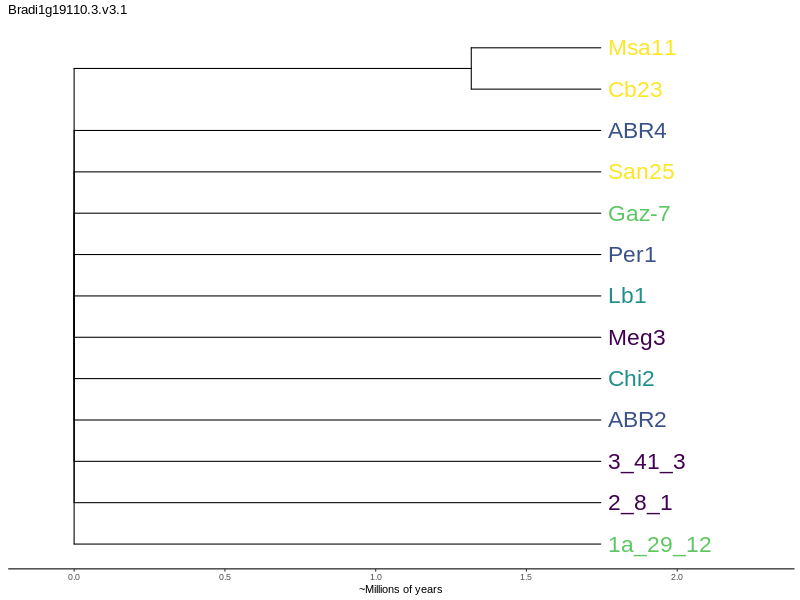 Bradi1g19110.3.v3.1
Msa11
Cb23
ABR4
San25
Gaz-7
Per1
Lb1
Meg3
Chi2
ABR2
3_41_3
2_8_1
1a_29_12
0.0 0.5 1.0 1.5 2.0
~Millions of years